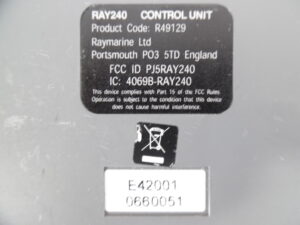 RAY240 CONTROL UNIT
Product Code: R49129
Raymarine Ltd
Portsmouth PO3 5TD England
FCC ID PJ5RAY240
IC: 4069B-RAY240
This device complies with Part 15 of the FCC Rules
Operation is subject to the condition that this device
does not cause harmful interference.
E42001
0660051